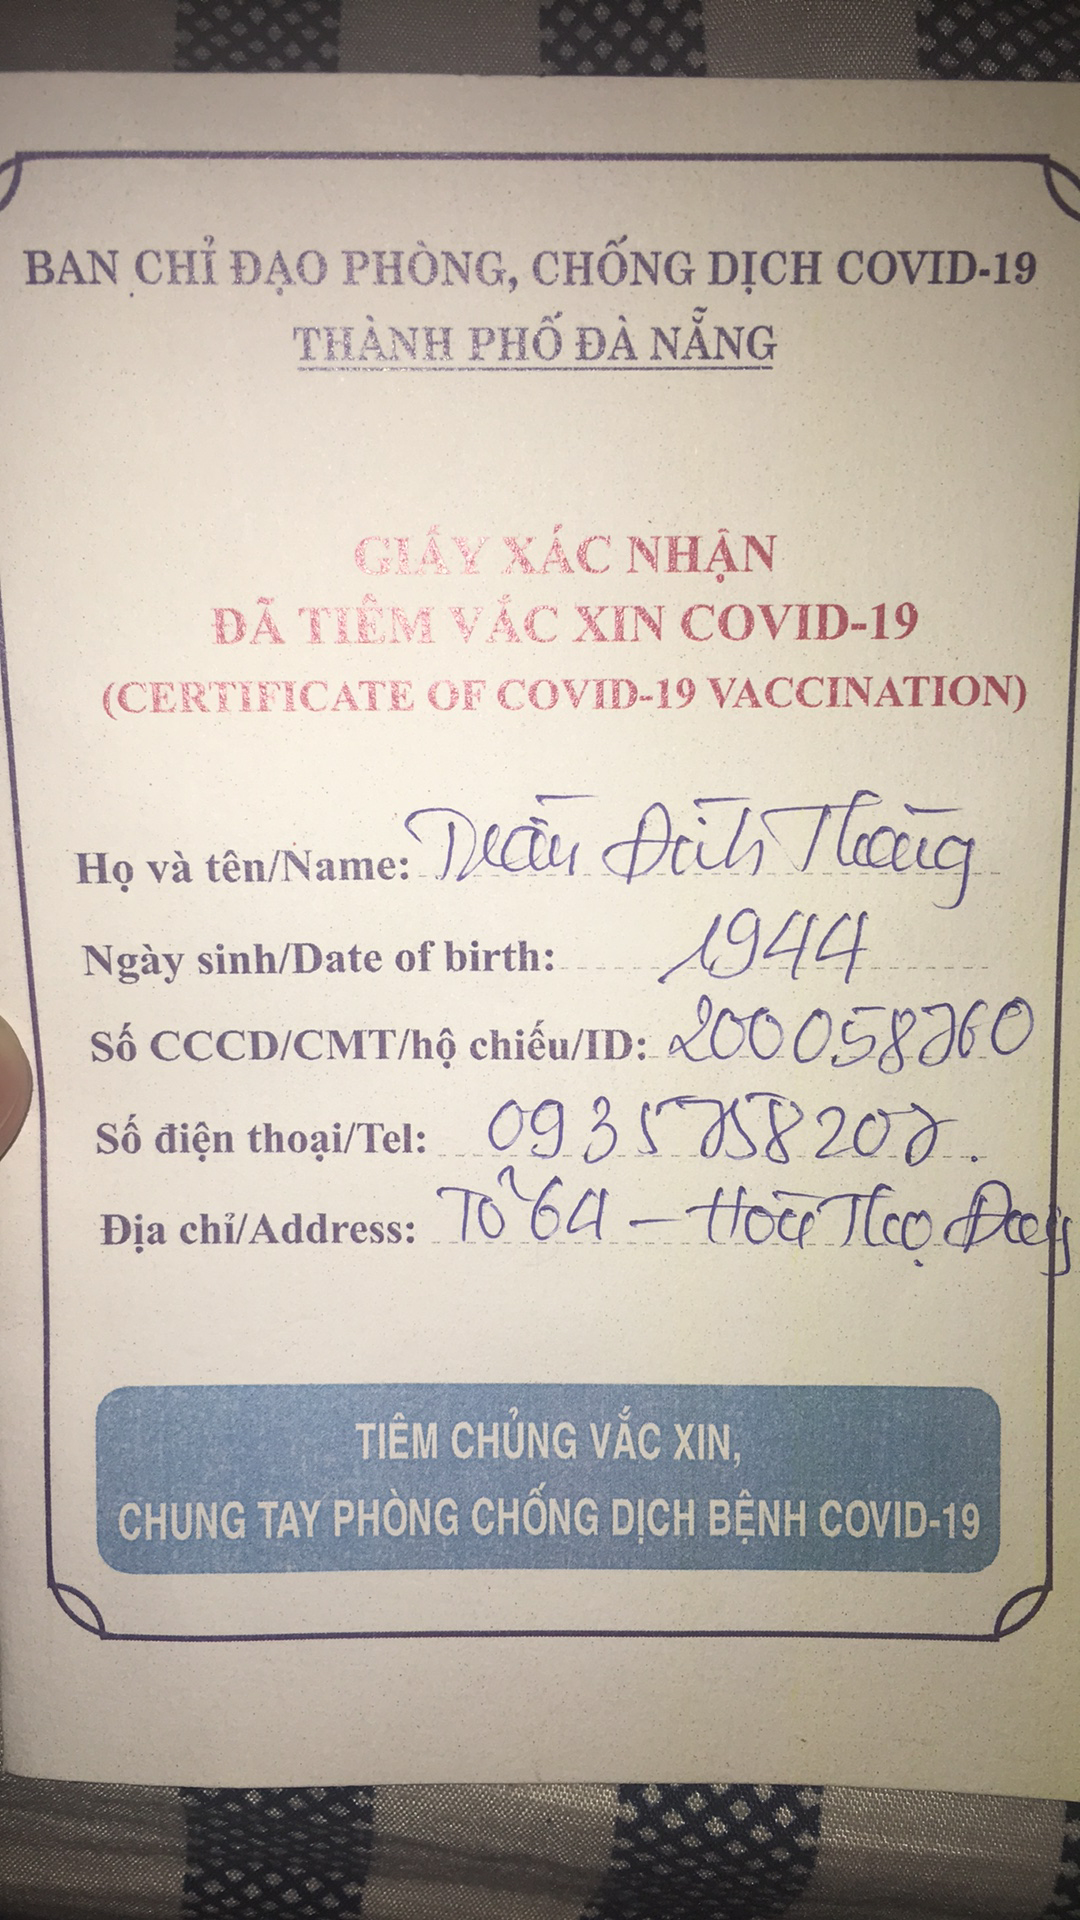 BAN CHỈ ĐẠO PHÒNG, CHỐNG DỊCH COVID-19
THÀNH PHỐ ĐÀ NẴNG
GIẤY XÁC NHẬN
ĐÃ TIÊM VẮC XIN COVID-19
(CERTIFICATE OF COVID-19 VACCINATION)
Họ và tên/Name: Trần Đình
Ngày sinh/Date of birth: 1944
Số CCCD/CMT/hộ chiếu/ID: 200058760
Số điện thoại/Tel: 0935758207.
Địa chỉ/Address: Tổ 64 - Hòa Thọ Đông
TIÊM CHỦNG VẮC XIN,
CHUNG TAY PHÒNG CHỐNG DỊCH BỆNH COVID-19